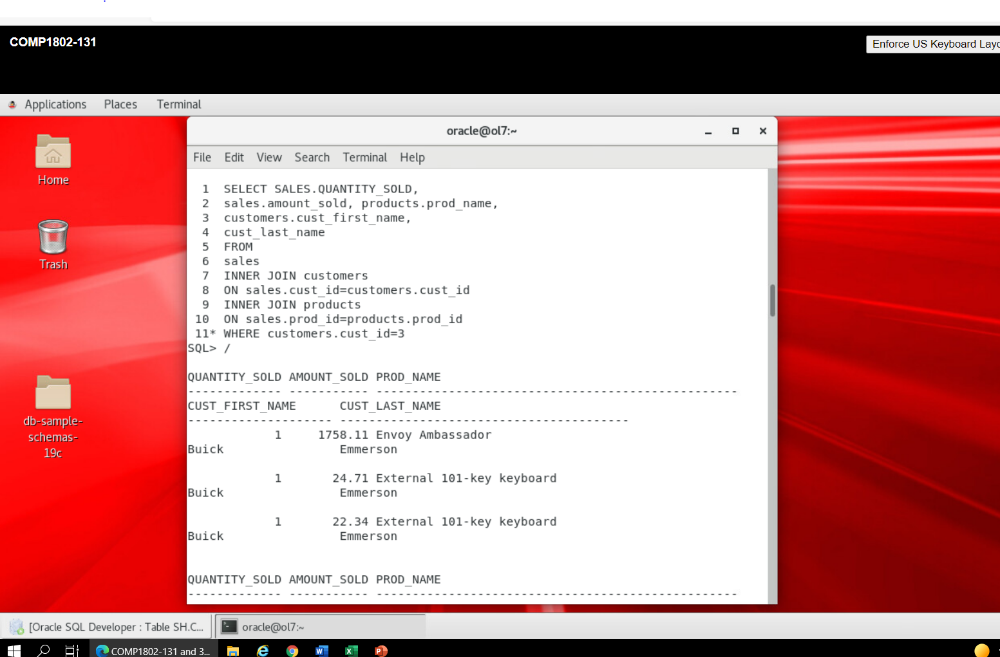 COMP1802-131
Enforce US Keyboard Layo
Applications Places Terminal
oracle@ol7:~
File Edit View Search Terminal Help
Home
Trash
db-sample-
schemas-
19c
1 SELECT SALES.QUANTITY_SOLD,
2 sales.amount_sold, products.prod_name,
3 customers.cust_first_name,
4 cust_last_name
5 FROM
6 sales
7 INNER JOIN customers
8 ON sales.cust_id=customers.cust_id
9 INNER JOIN products
10 ON sales.prod_id=products.prod_id
11* WHERE customers.cust_id=3
SQL> /
QUANTITY_SOLD AMOUNT_SOLD PROD_NAME
------------- ----------- --------------------------------------------------
CUST_FIRST_NAME CUST_LAST_NAME
-------------------- ----------------------------------------
1 1758.11 Envoy Ambassador
Buick Emmerson
1 24.71 External 101-key keyboard
Buick Emmerson
1 22.34 External 101-key keyboard
Buick Emmerson
QUANTITY_SOLD AMOUNT_SOLD PROD_NAME
------------- ----------- --------------------------------------------------
[Oracle SQL Developer : Table SH.C... oracle@ol7:~
COMP1802-131 and 3...